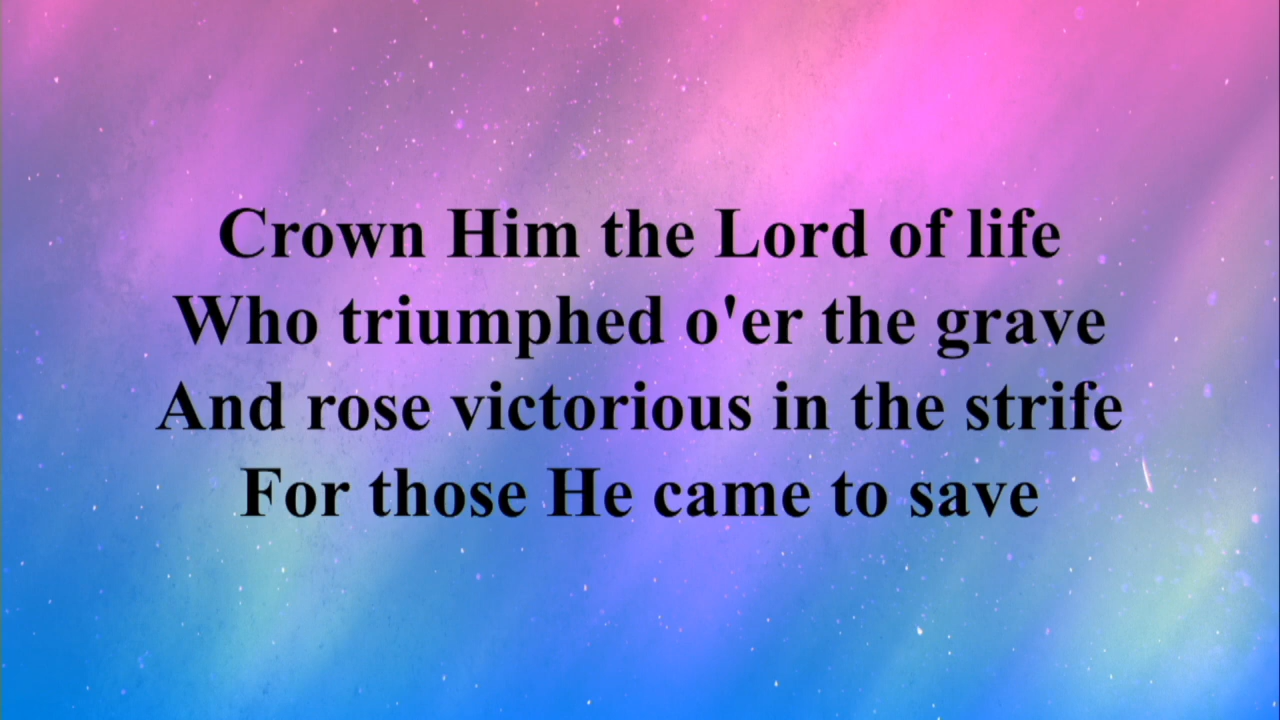 Crown Him the Lord of life
Who triumphed o'er the grave
And rose victorious in the strife
For those He came to save